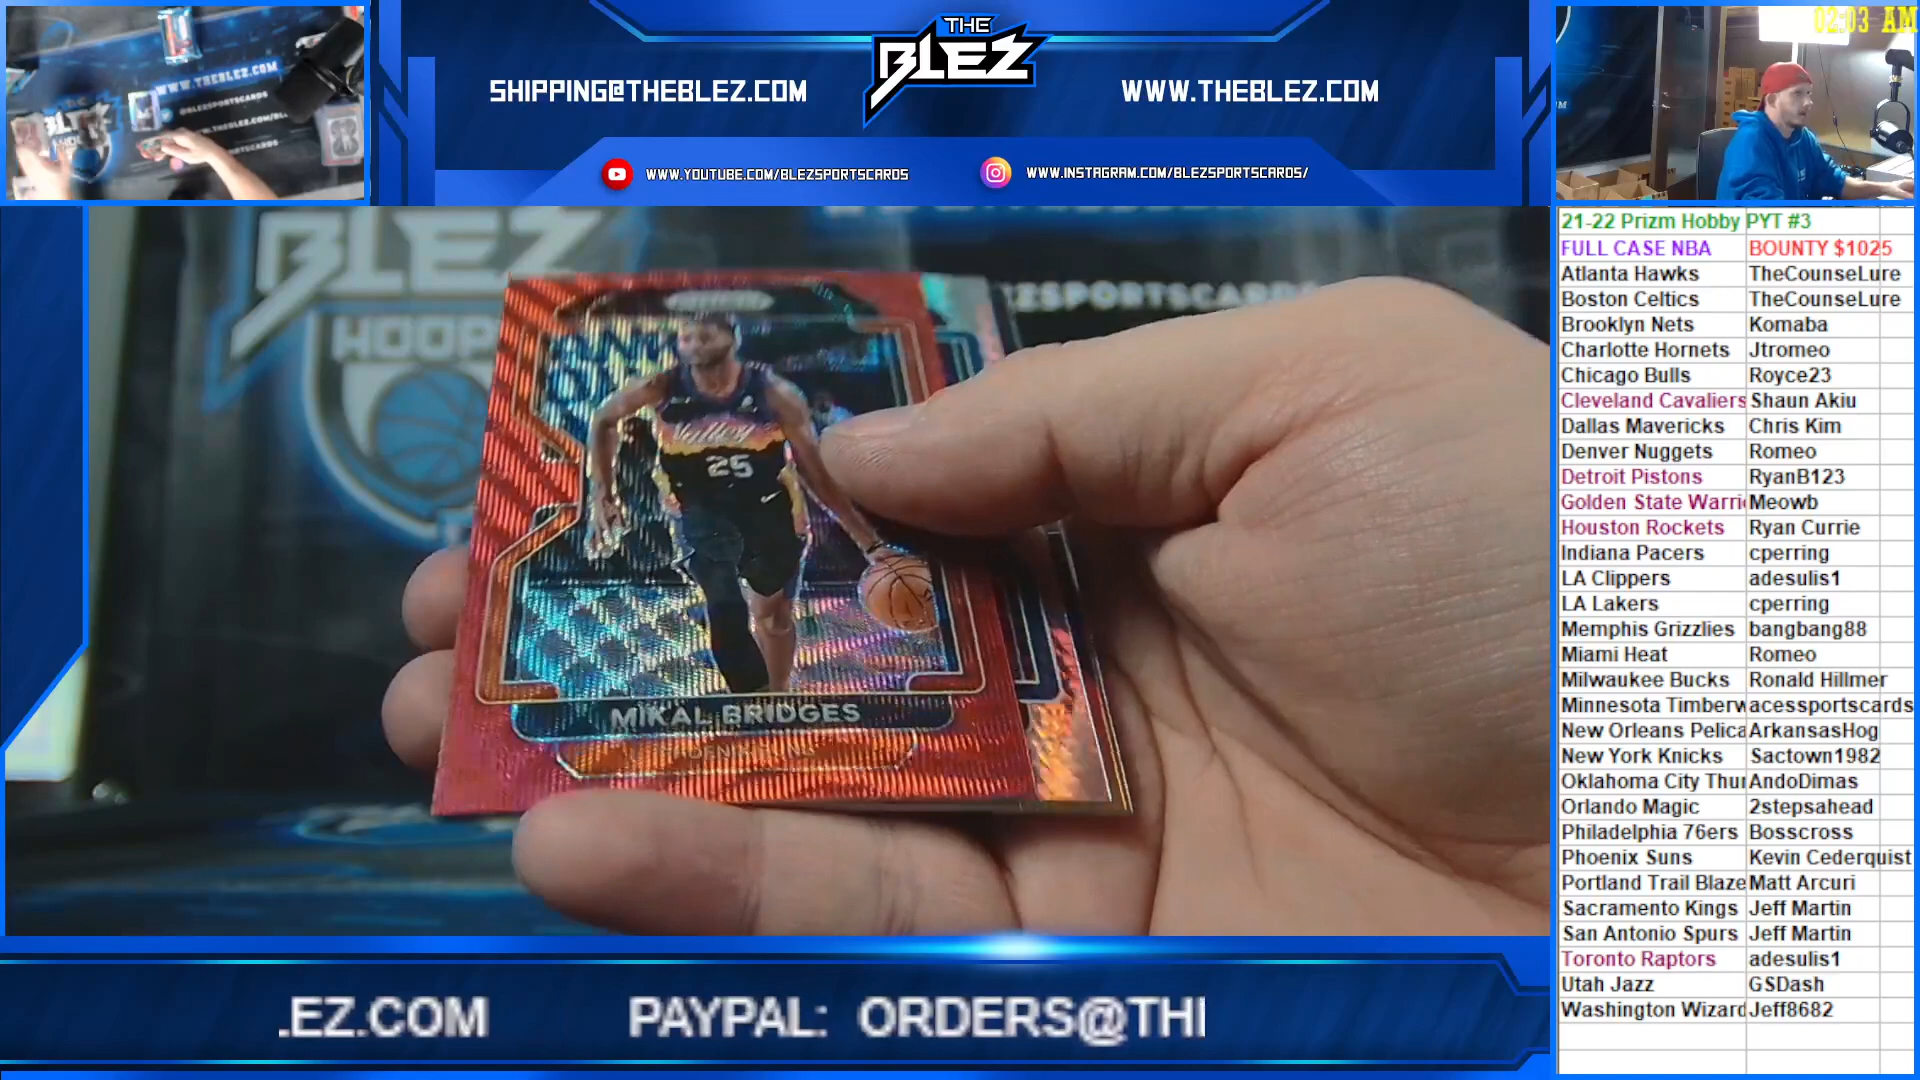 WWW.THEBLEZ.COM
@BLEZSPORTSCARDS
THE
BLEZ
SHIPPING@THEBLEZ.COM
WWW.THEBLEZ.COM
WWW.YOUTUBE.COM/BLEZSPORTSCARDS
WWW.INSTAGRAM.COM/BLEZSPORTSCARDS/
02:03 AM
BLEZ
HOOP
EZSPORTSCARDS
Valley
25
MIKAL BRIDGES
21-22 Prizm Hobby PYT #3
FULL CASE NBA BOUNTY $1025
Atlanta Hawks TheCounseLure
Boston Celtics TheCounseLure
Brooklyn Nets Komaba
Charlotte Hornets Jtromeo
Chicago Bulls Royce23
Cleveland Cavaliers Shaun Akiu
Dallas Mavericks Chris Kim
Denver Nuggets Romeo
Detroit Pistons RyanB123
Golden State Warri Meowb
Houston Rockets Ryan Currie
Indiana Pacers cperring
LA Clippers adesulis1
LA Lakers cperring
Memphis Grizzlies bangbang88
Miami Heat Romeo
Milwaukee Bucks Ronald Hillmer
Minnesota Timberw acessportscards
New Orleans Pelica ArkansasHog
New York Knicks Sactown1982
Oklahoma City Thu AndoDimas
Orlando Magic 2stepsahead
Philadelphia 76ers Bosscross
Phoenix Suns Kevin Cederquist
Portland Trail Blaze Matt Arcuri
Sacramento Kings Jeff Martin
San Antonio Spurs Jeff Martin
Toronto Raptors adesulis1
Utah Jazz GSDash
Washington Wizard Jeff8682
.EZ.COM PAYPAL: ORDERS@THI